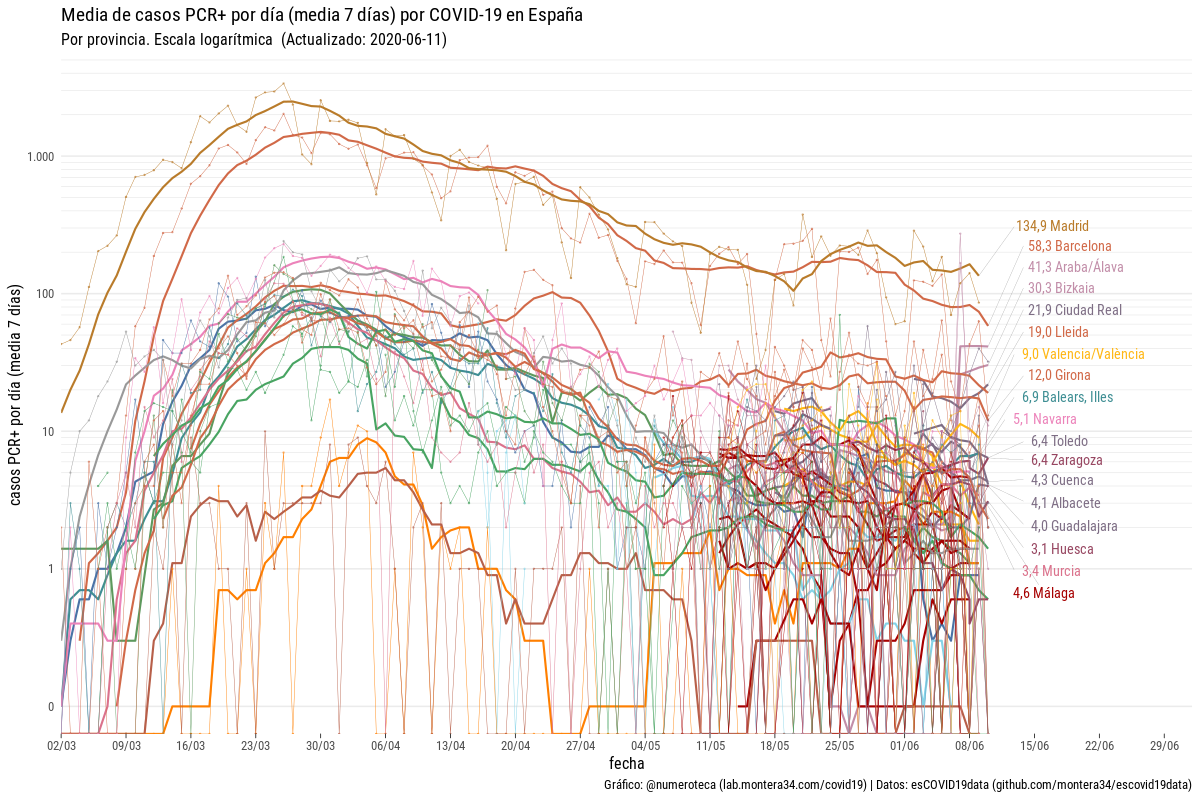 Media de casos PCR+ por día (media 7 días) por COVID-19 en España
Por provincia. Escala logarítmica (Actualizado: 2020-06-11)
casos PCR+ por día (media 7 días)
1.000
100
10
1
0
134,9 Madrid
58,3 Barcelona
41,3 Araba/Álava
30,3 Bizkaia
21,9 Ciudad Real
19,0 Lleida
9,0 Valencia/València
12,0 Girona
6,9 Balears, Illes
5,1 Navarra
6,4 Toledo
6,4 Zaragoza
4,3 Cuenca
4,1 Albacete
4,0 Guadalajara
3,1 Huesca
3,4 Murcia
4,6 Málaga
02/03 09/03 16/03 23/03 30/03 06/04 13/04 20/04 27/04 04/05 11/05 18/05 25/05 01/06 08/06 15/06 22/06 29/06
fecha
Gráfico: @numeroteca (lab.montera34.com/covid19) | Datos: esCOVID19data (github.com/montera34/escovid19data)